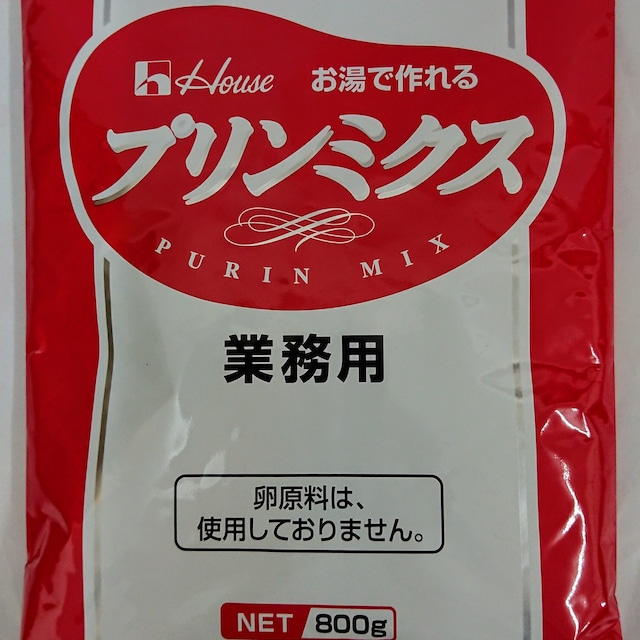 House お湯で作れる
プリンミクス
PURIN MIX
業務用
卵原料は、
使用しておりません。
NET 800g